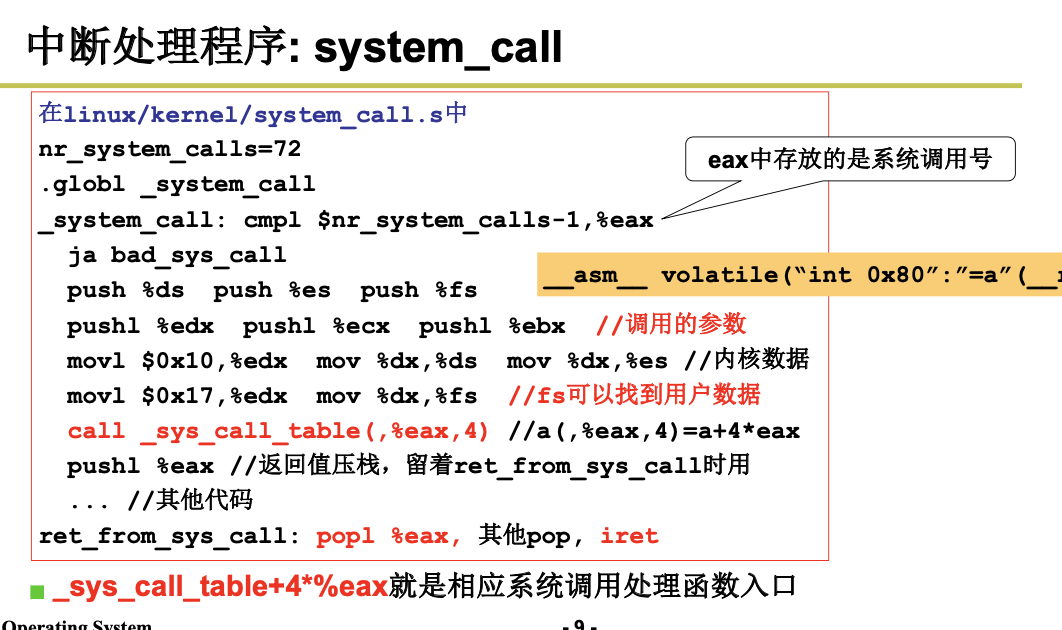 中断处理程序: system_call
在linux/kernel/system_call.s中
nr_system_calls=72
eax中存放的是系统调用号
.globl _system_call
_system_call: cmpl $nr_system_calls-1,%eax
ja bad_sys_call
__asm__ volatile(“int 0x80”:”=a”(__
push %ds push %es push %fs
pushl %edx pushl %ecx pushl %ebx //调用的参数
movl $0x10,%edx mov %dx,%ds mov %dx,%es //内核数据
movl $0x17,%edx mov %dx,%fs //fs可以找到用户数据
call _sys_call_table(,%eax,4) //a(,%eax,4)=a+4*eax
pushl %eax //返回值压栈，留着ret_from_sys_call时用
... //其他代码
ret_from_sys_call: popl %eax, 其他pop, iret
_sys_call_table+4*%eax就是相应系统调用处理函数入口
Operating System
- 9 -